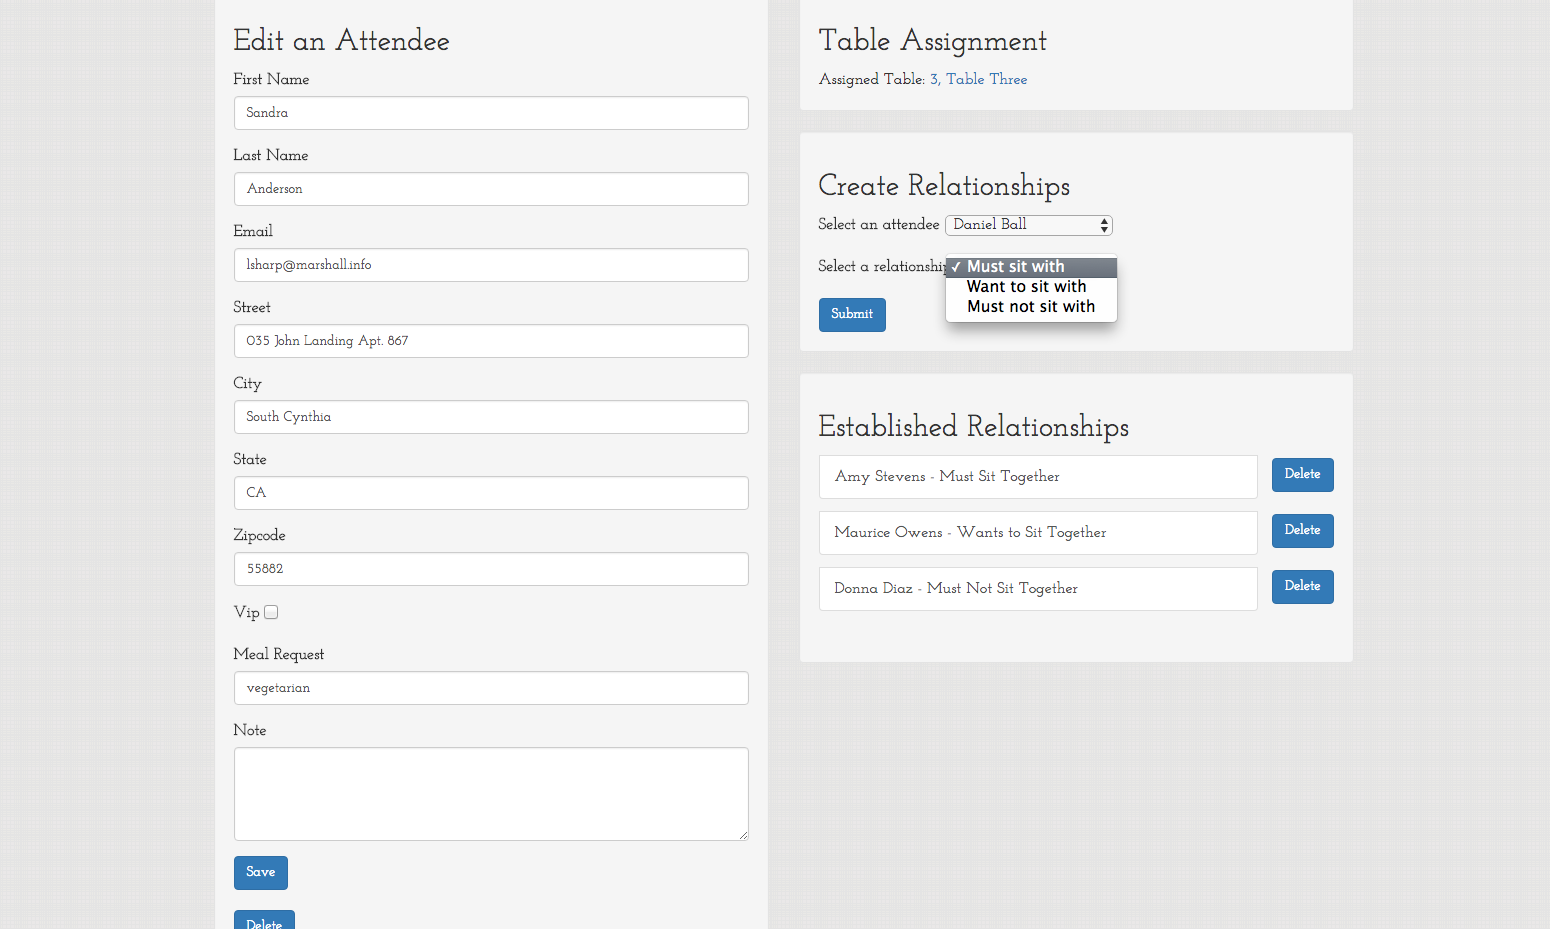 Edit an Attendee
First Name
Sandra
Last Name
Anderson
Email
lsharp@marshall.info
Street
035 John Landing Apt. 867
City
South Cynthia
State
CA
Zipcode
55882
Vip
Meal Request
vegetarian
Note
Save
Delete
Table Assignment
Assigned Table: 3, Table Three
Create Relationships
Select an attendee Daniel Ball
Select a relationship ✓ Must sit with
Want to sit with
Must not sit with
Submit
Established Relationships
Amy Stevens - Must Sit Together Delete
Maurice Owens - Wants to Sit Together Delete
Donna Diaz - Must Not Sit Together Delete